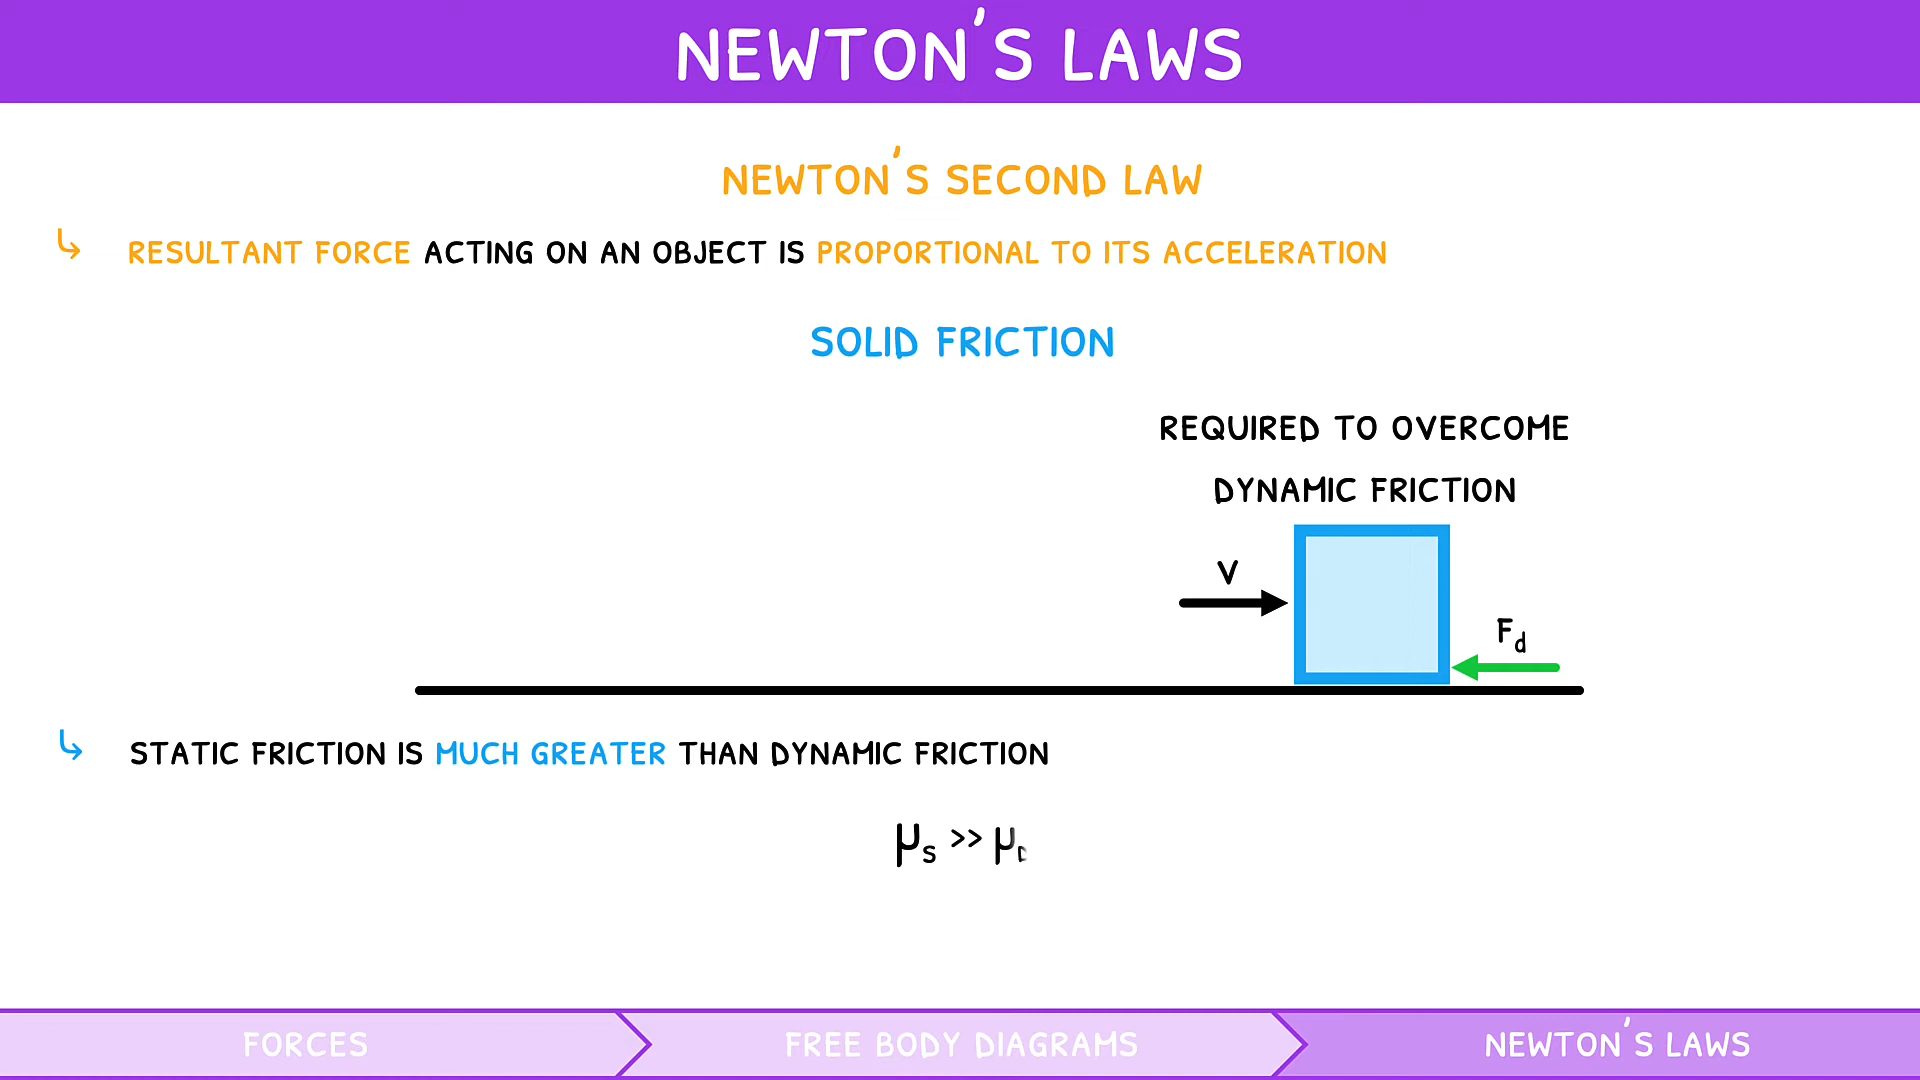 NEWTON'S LAWS
NEWTON'S SECOND LAW
↳ RESULTANT FORCE ACTING ON AN OBJECT IS PROPORTIONAL TO ITS ACCELERATION
SOLID FRICTION
REQUIRED TO OVERCOME
DYNAMIC FRICTION
V
Fd
↳ STATIC FRICTION IS MUCH GREATER THAN DYNAMIC FRICTION
μs >> μ
FORCES
FREE BODY DIAGRAMS
NEWTON'S LAWS